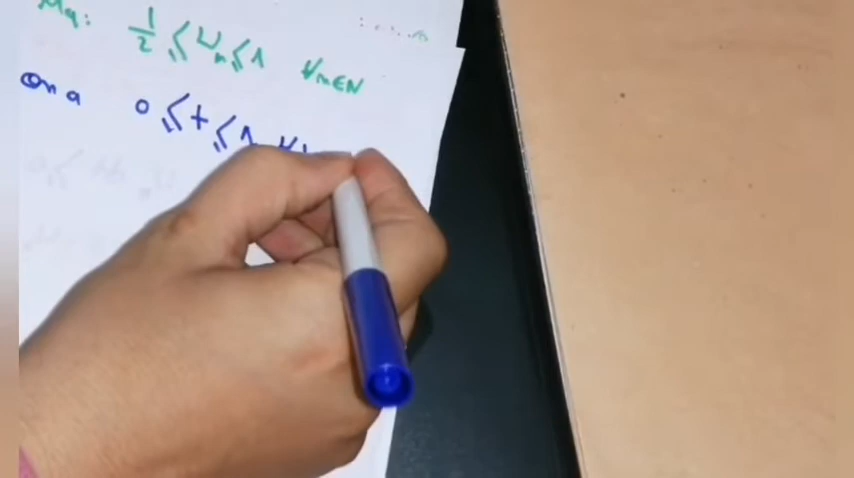 Mq: 1/2 ≤ Un ≤ 1 ∀n∈N
on a 0 ≤ t ≤ 1 ∀